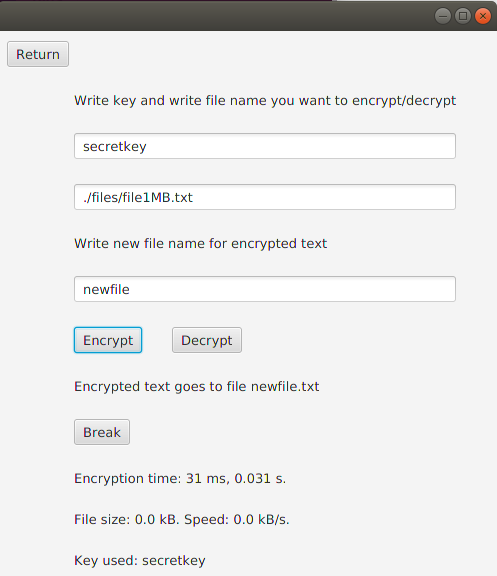 Return
Write key and write file name you want to encrypt/decrypt
secretkey
./files/file1MB.txt
Write new file name for encrypted text
newfile
Encrypt Decrypt
Encrypted text goes to file newfile.txt
Break
Encryption time: 31 ms, 0.031 s.
File size: 0.0 kB. Speed: 0.0 kB/s.
Key used: secretkey